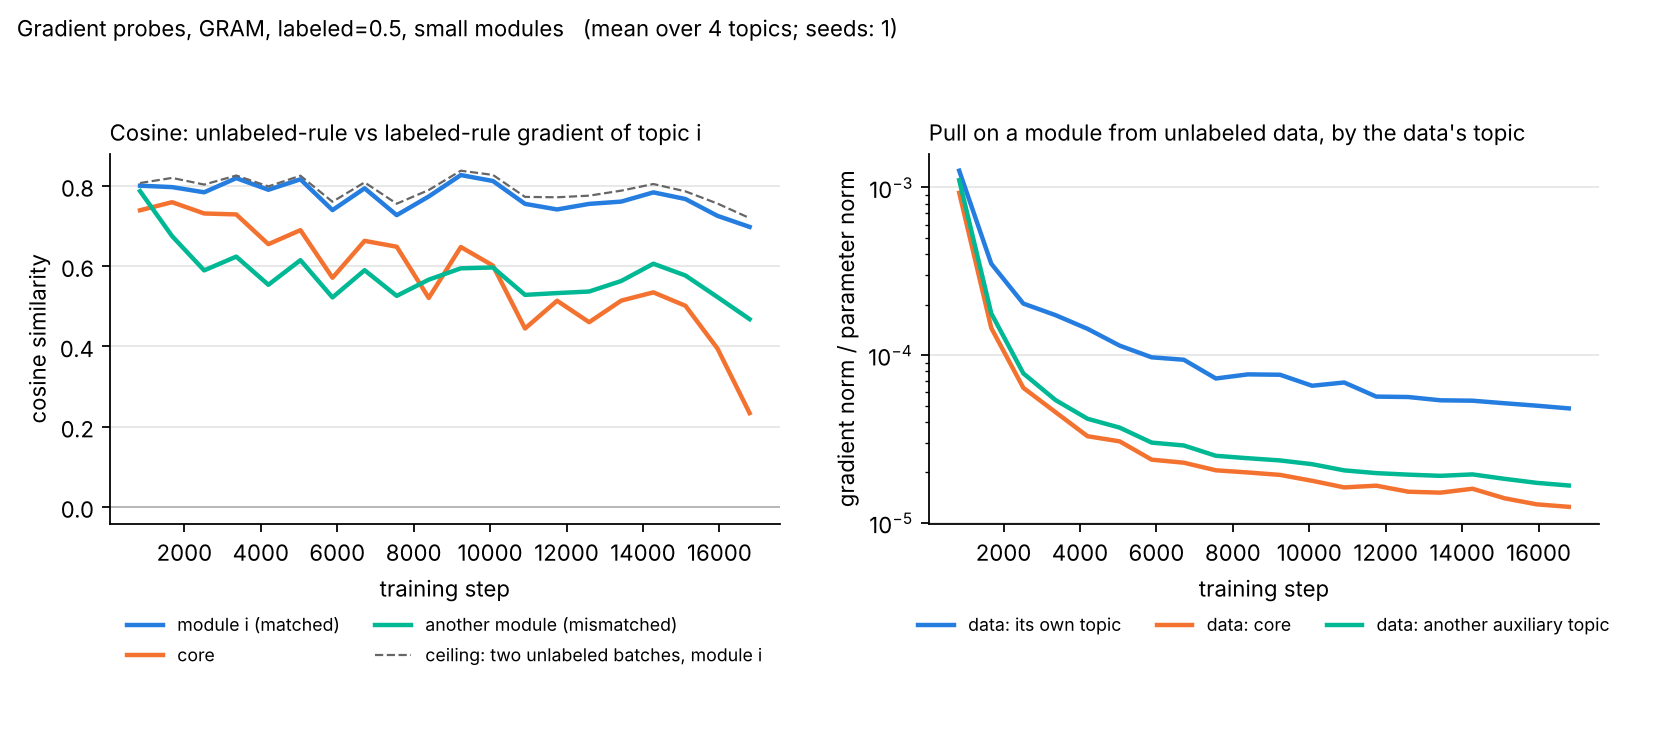 Gradient probes, GRAM, labeled=0.5, small modules (mean over 4 topics; seeds: 1)
Cosine: unlabeled-rule vs labeled-rule gradient of topic i
cosine similarity
0.8
0.6
0.4
0.2
0.0
2000 4000 6000 8000 10000 12000 14000 16000
training step
module i (matched)
another module (mismatched)
core
ceiling: two unlabeled batches, module i
Pull on a module from unlabeled data, by the data's topic
gradient norm / parameter norm
10⁻³
10⁻⁴
10⁻⁵
2000 4000 6000 8000 10000 12000 14000 16000
training step
data: its own topic
data: core
data: another auxiliary topic